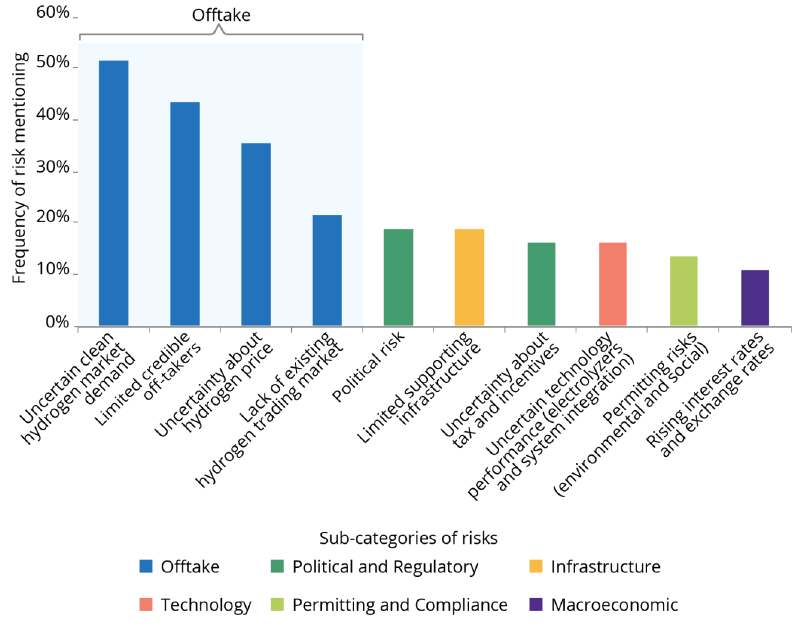 Offtake
Frequency of risk mentioning
60%
50%
40%
30%
20%
10%
0%
Uncertain clean
hydrogen market
demand
Limited credible
off-takers
Uncertainty about
hydrogen price
Lack of existing
hydrogen trading market
Political risk
Limited supporting
infrastructure
Uncertainty about
tax and incentives
Uncertain technology
performance (electrolyzers
and system integration)
Permitting risks
(environmental and social)
Rising interest rates
and exchange rates
Sub-categories of risks
Offtake
Political and Regulatory
Infrastructure
Technology
Permitting and Compliance
Macroeconomic